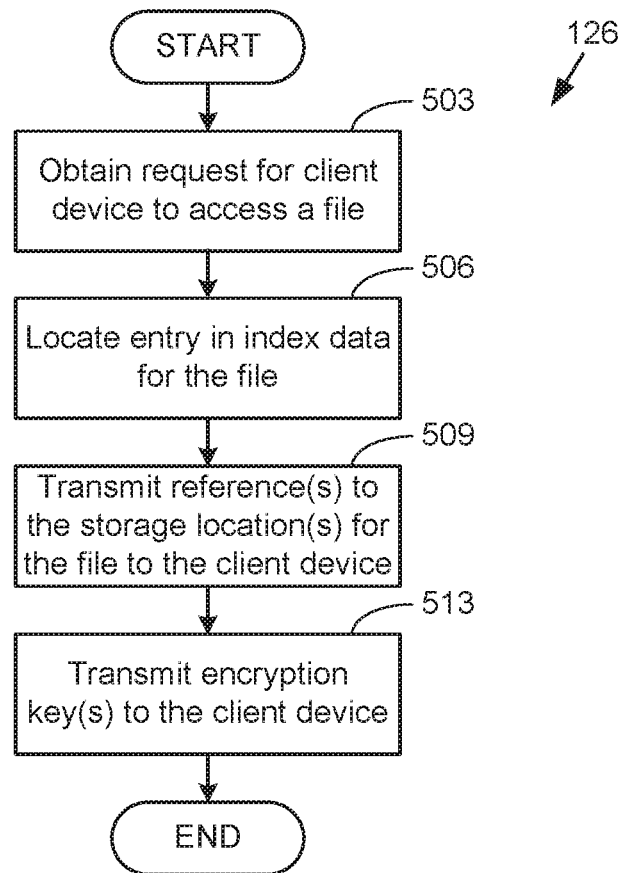 START
126
503
Obtain request for client
device to access a file
506
Locate entry in index data
for the file
509
Transmit reference(s) to
the storage location(s) for
the file to the client device
513
Transmit encryption
key(s) to the client device
END